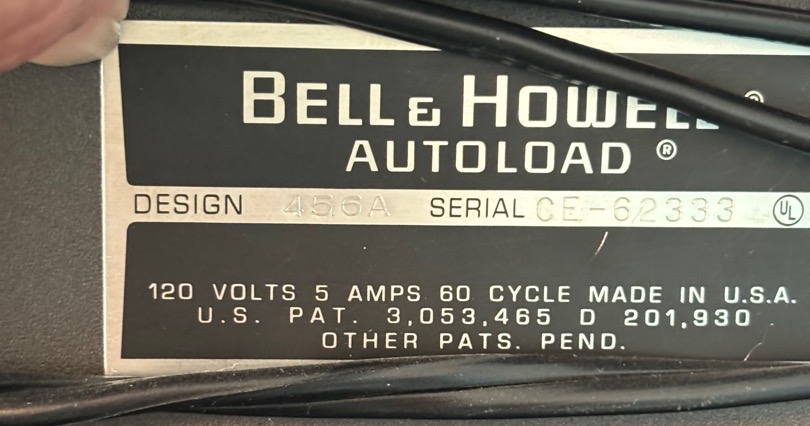 BELL & HOWELL ®
AUTOLOAD ®
DESIGN 456A SERIAL CE-62333 UL
120 VOLTS 5 AMPS 60 CYCLE MADE IN U.S.A.
U.S. PAT. 3,053,465 D 201,930
OTHER PATS. PEND.